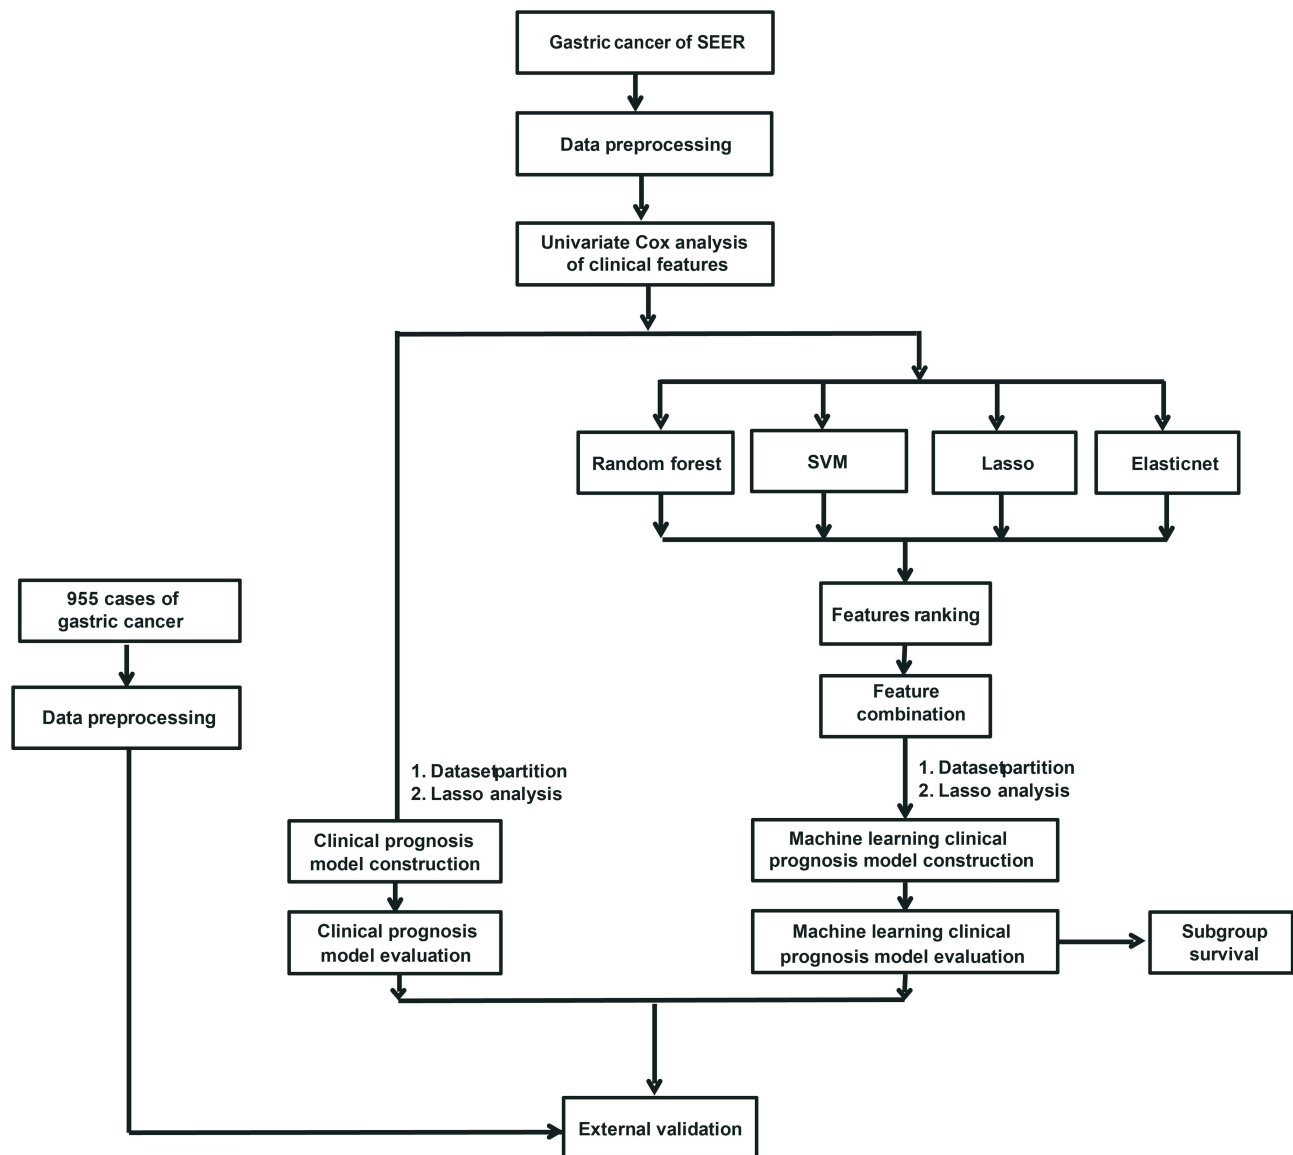 Gastric cancer of SEER
Data preprocessing
Univariate Cox analysis
of clinical features
Random forest
SVM
Lasso
Elasticnet
Features ranking
Feature
combination
955 cases of
gastric cancer
Data preprocessing
1. Datasetpartition
2. Lasso analysis
1. Datasetpartition
2. Lasso analysis
Clinical prognosis
model construction
Machine learning clinical
prognosis model construction
Clinical prognosis
model evaluation
Machine learning clinical
prognosis model evaluation
Subgroup
survival
External validation